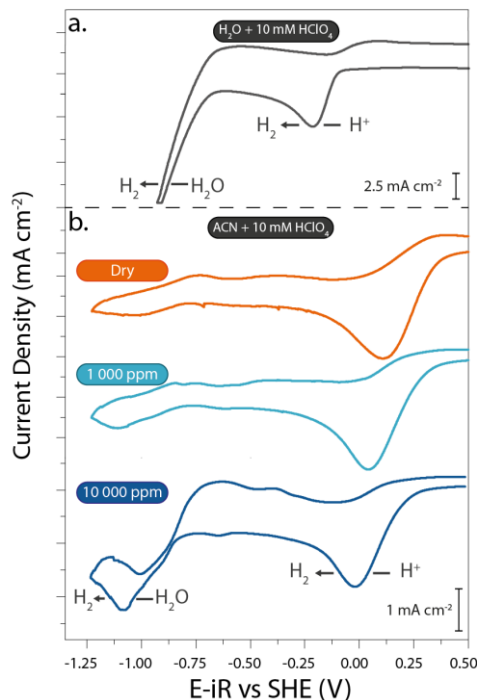 a.
H₂O + 10 mM HClO₄
H₂ H⁺
H₂ H₂O
2.5 mA cm⁻²
b.
ACN + 10 mM HClO₄
Dry
1 000 ppm
10 000 ppm
H₂ H⁺
H₂ H₂O
1 mA cm⁻²
Current Density (mA cm⁻²)
-1.25 -1.00 -0.75 -0.50 -0.25 0.00 0.25 0.50
E-iR vs SHE (V)